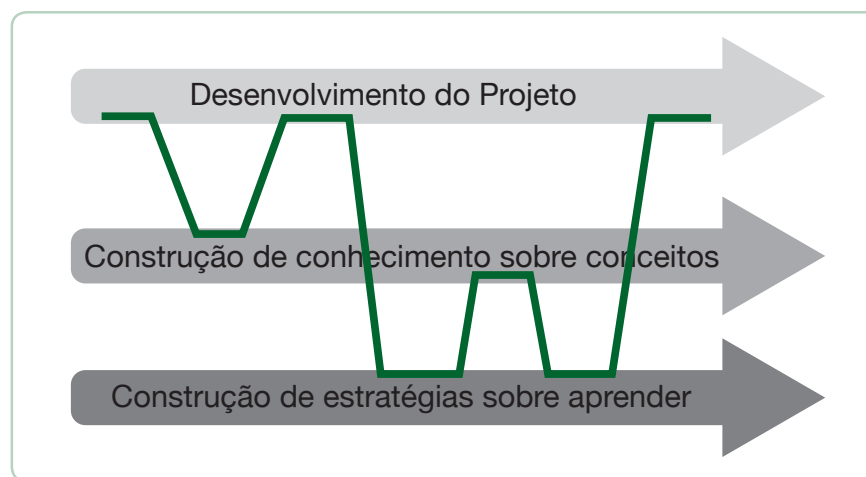 Desenvolvimento do Projeto
Construção de conhecimento sobre conceitos
Construção de estratégias sobre aprender